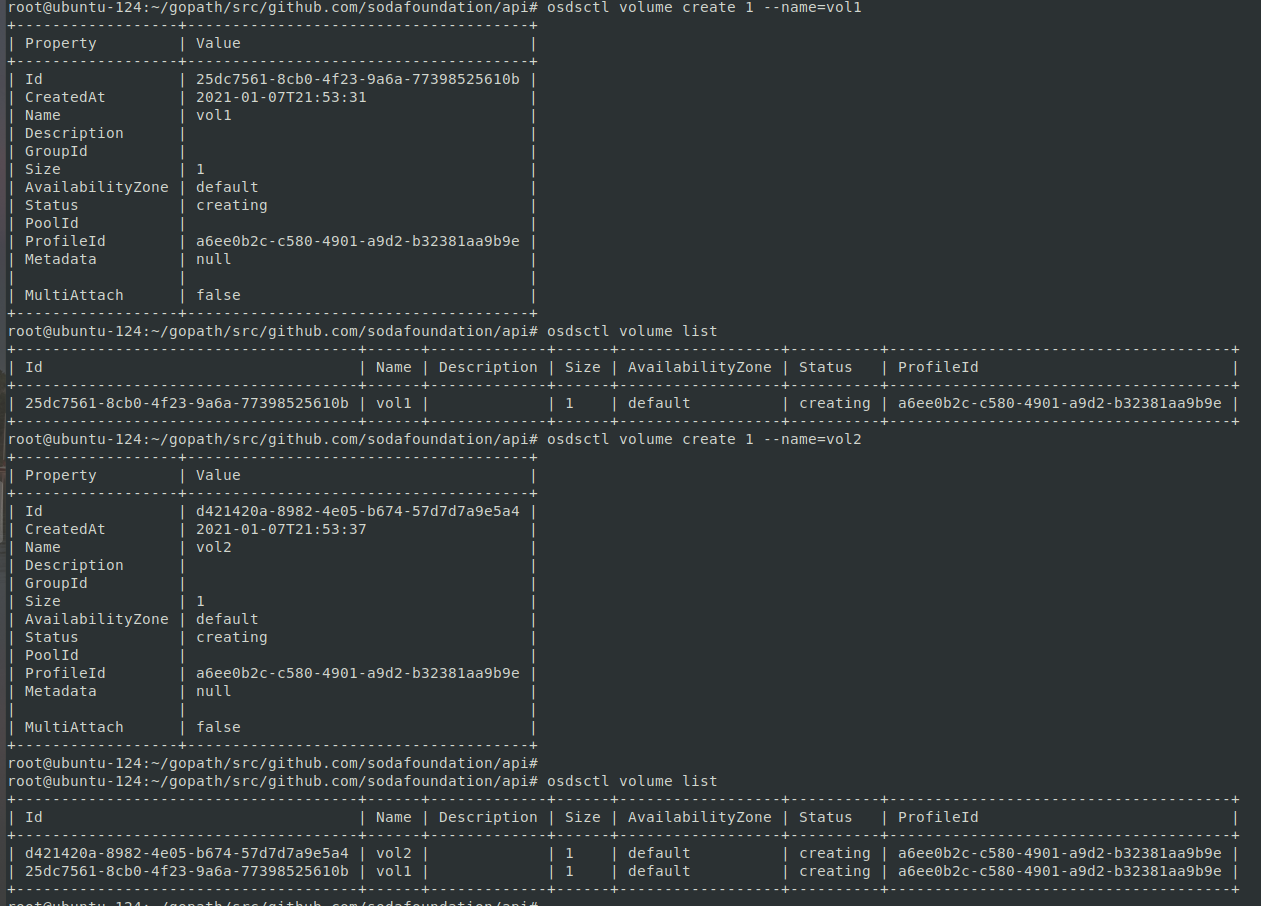 root@ubuntu-124:~/gopath/src/github.com/sodafoundation/api# osdsctl volume create 1 --name=vol1
+------------------+--------------------------------------+
| Property         | Value                                |
+------------------+--------------------------------------+
| Id               | 25dc7561-8cb0-4f23-9a6a-77398525610b |
| CreatedAt        | 2021-01-07T21:53:31                  |
| Name             | vol1                                 |
| Description      |                                      |
| GroupId          |                                      |
| Size             | 1                                    |
| AvailabilityZone | default                              |
| Status           | creating                             |
| PoolId           |                                      |
| ProfileId        | a6ee0b2c-c580-4901-a9d2-b32381aa9b9e |
| Metadata         | null                                 |
|                  |                                      |
| MultiAttach      | false                                |
+------------------+--------------------------------------+
root@ubuntu-124:~/gopath/src/github.com/sodafoundation/api# osdsctl volume list
+--------------------------------------+------+-------------+------+------------------+----------+--------------------------------------+
| Id                                   | Name | Description | Size | AvailabilityZone | Status   | ProfileId                            |
+--------------------------------------+------+-------------+------+------------------+----------+--------------------------------------+
| 25dc7561-8cb0-4f23-9a6a-77398525610b | vol1 |             | 1    | default          | creating | a6ee0b2c-c580-4901-a9d2-b32381aa9b9e |
+--------------------------------------+------+-------------+------+------------------+----------+--------------------------------------+
root@ubuntu-124:~/gopath/src/github.com/sodafoundation/api# osdsctl volume create 1 --name=vol2
+------------------+--------------------------------------+
| Property         | Value                                |
+------------------+--------------------------------------+
| Id               | d421420a-8982-4e05-b674-57d7d7a9e5a4 |
| CreatedAt        | 2021-01-07T21:53:37                  |
| Name             | vol2                                 |
| Description      |                                      |
| GroupId          |                                      |
| Size             | 1                                    |
| AvailabilityZone | default                              |
| Status           | creating                             |
| PoolId           |                                      |
| ProfileId        | a6ee0b2c-c580-4901-a9d2-b32381aa9b9e |
| Metadata         | null                                 |
|                  |                                      |
| MultiAttach      | false                                |
+------------------+--------------------------------------+
root@ubuntu-124:~/gopath/src/github.com/sodafoundation/api#
root@ubuntu-124:~/gopath/src/github.com/sodafoundation/api# osdsctl volume list
+--------------------------------------+------+-------------+------+------------------+----------+--------------------------------------+
| Id                                   | Name | Description | Size | AvailabilityZone | Status   | ProfileId                            |
+--------------------------------------+------+-------------+------+------------------+----------+--------------------------------------+
| d421420a-8982-4e05-b674-57d7d7a9e5a4 | vol2 |             | 1    | default          | creating | a6ee0b2c-c580-4901-a9d2-b32381aa9b9e |
| 25dc7561-8cb0-4f23-9a6a-77398525610b | vol1 |             | 1    | default          | creating | a6ee0b2c-c580-4901-a9d2-b32381aa9b9e |
+--------------------------------------+------+-------------+------+------------------+----------+--------------------------------------+
root@ubuntu-124:~/gopath/src/github.com/sodafoundation/api#